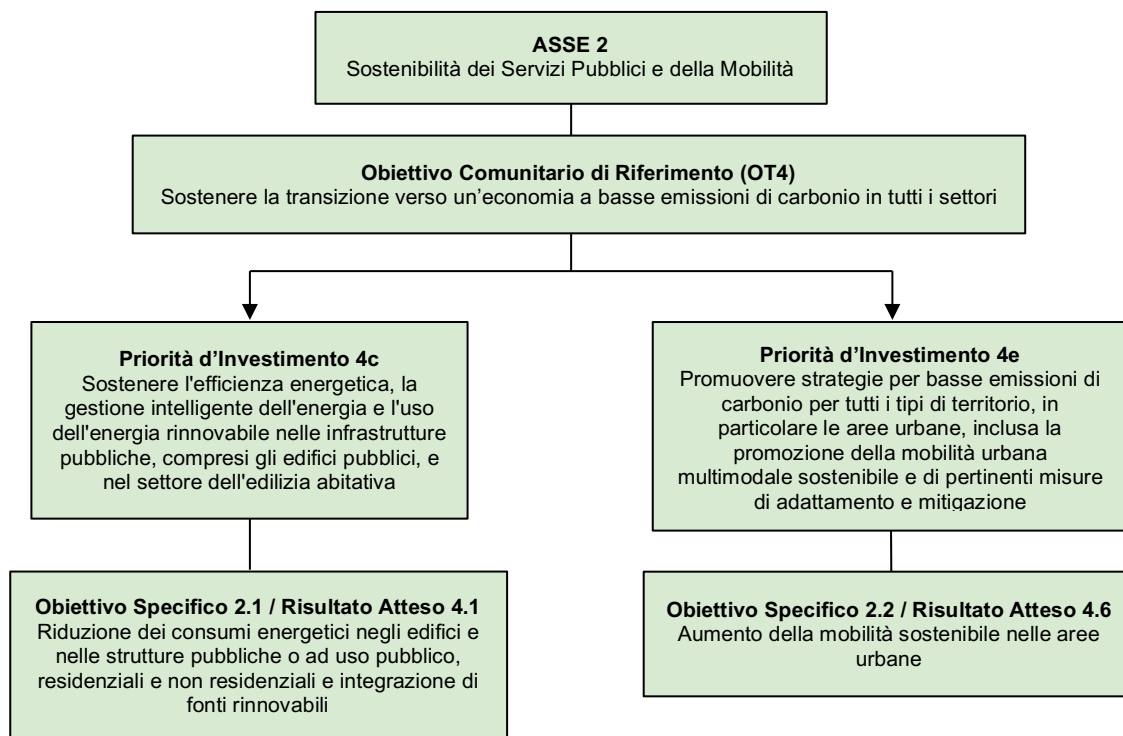 ASSE 2
Sostenibilità dei Servizi Pubblici e della Mobilità
Obiettivo Comunitario di Riferimento (OT4)
Sostenere la transizione verso un’economia a basse emissioni di carbonio in tutti i settori
Priorità d’Investimento 4c
Sostenere l'efficienza energetica, la
gestione intelligente dell'energia e l'uso
dell'energia rinnovabile nelle infrastrutture
pubbliche, compresi gli edifici pubblici, e
nel settore dell'edilizia abitativa
Priorità d’Investimento 4e
Promuovere strategie per basse emissioni di
carbonio per tutti i tipi di territorio, in
particolare le aree urbane, inclusa la
promozione della mobilità urbana
multimodale sostenibile e di pertinenti misure
di adattamento e mitigazione
Obiettivo Specifico 2.1 / Risultato Atteso 4.1
Riduzione dei consumi energetici negli edifici e
nelle strutture pubbliche o ad uso pubblico,
residenziali e non residenziali e integrazione di
fonti rinnovabili
Obiettivo Specifico 2.2 / Risultato Atteso 4.6
Aumento della mobilità sostenibile nelle aree
urbane